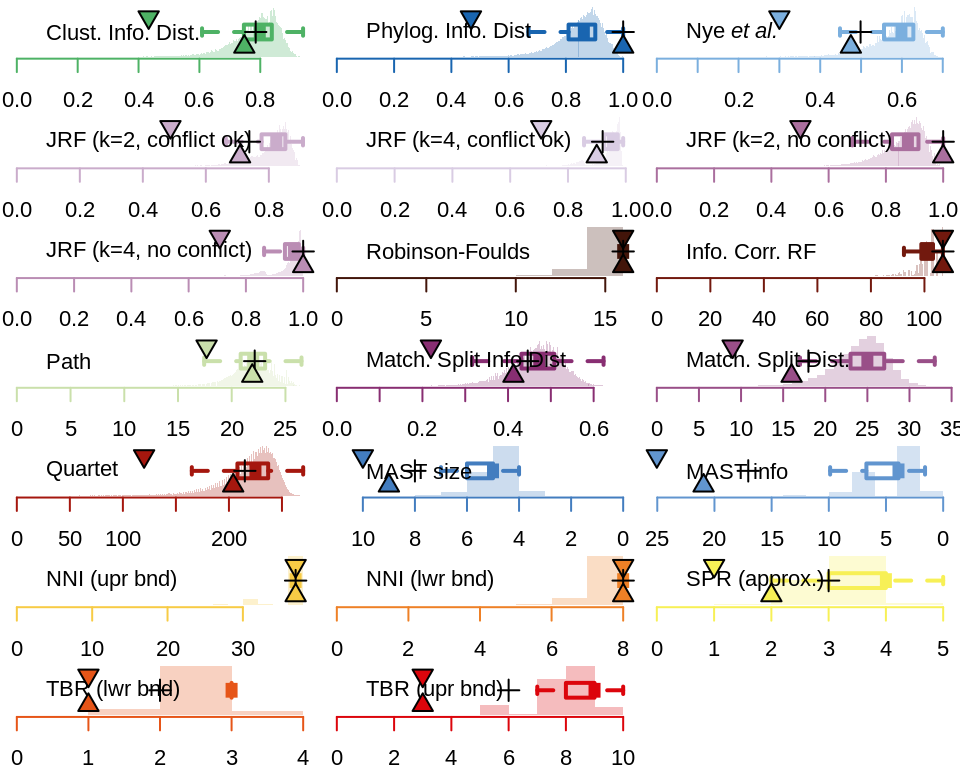 Clust. Info. Dist. Phylog. Info. Dist. Nye et al.
0.0 0.2 0.4 0.6 0.8 0.0 0.2 0.4 0.6 0.8 1.0 0.0 0.2 0.4 0.6
JRF (k=2, conflict ok) JRF (k=4, conflict ok) JRF (k=2, no conflict)
0.0 0.2 0.4 0.6 0.8 0.0 0.2 0.4 0.6 0.8 1.0 0.0 0.2 0.4 0.6 0.8 1.0
JRF (k=4, no conflict) Robinson-Foulds Info. Corr. RF
0.0 0.2 0.4 0.6 0.8 1.0 0 5 10 15 0 20 40 60 80 100
Path Match. Split Info Dist Match. Split Dist.
0 5 10 15 20 25 0.0 0.2 0.4 0.6 0 5 10 15 20 25 30 35
Quartet MAST size MAST info
0 50 100 200 10 8 6 4 2 0 25 20 15 10 5 0
NNI (upr bnd) NNI (lwr bnd) SPR (approx.)
0 10 20 30 0 2 4 6 8 0 1 2 3 4 5
TBR (lwr bnd) TBR (upr bnd)
0 1 2 3 4 0 2 4 6 8 10